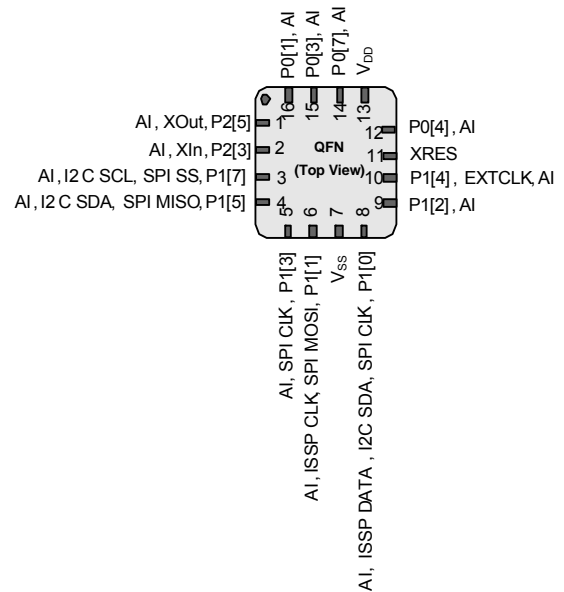 P0[1], AI
P0[3], AI
P0[7], AI
VDD
16
15
14
13
AI, XOut, P2[5]
1
AI, XIn, P2[3]
2
AI, I2C SCL, SPI SS, P1[7]
3
AI, I2C SDA, SPI MISO, P1[5]
4
QFN
(Top View)
12
P0[4], AI
11
XRES
10
P1[4], EXTCLK, AI
9
P1[2], AI
5
6
7
8
AI, SPI CLK, P1[3]
AI, ISSP CLK, SPI MOSI, P1[1]
VSS
AI, ISSP DATA, I2C SDA, SPI CLK, P1[0]